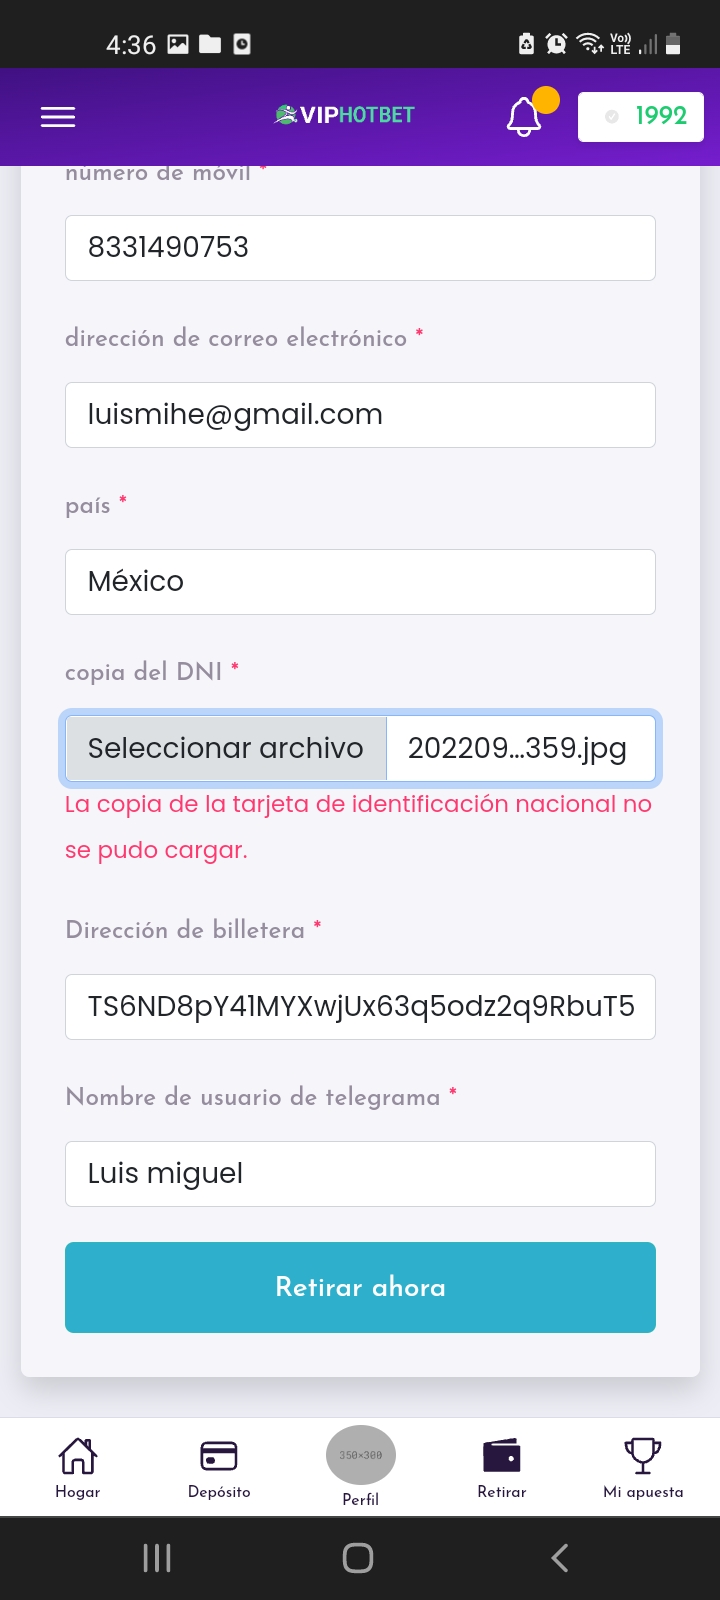 4:36
Vo)) LTE
VIPHOTBET
1992
número de móvil *
8331490753
dirección de correo electrónico *
luismihe@gmail.com
país *
México
copia del DNI *
Seleccionar archivo 202209...359.jpg
La copia de la tarjeta de identificación nacional no
se pudo cargar.
Dirección de billetera *
TS6ND8pY41MYXwjUx63q5odz2q9RbuT5
Nombre de usuario de telegrama *
Luis miguel
Retirar ahora
350×300
Hogar Depósito Perfil Retirar Mi apuesta